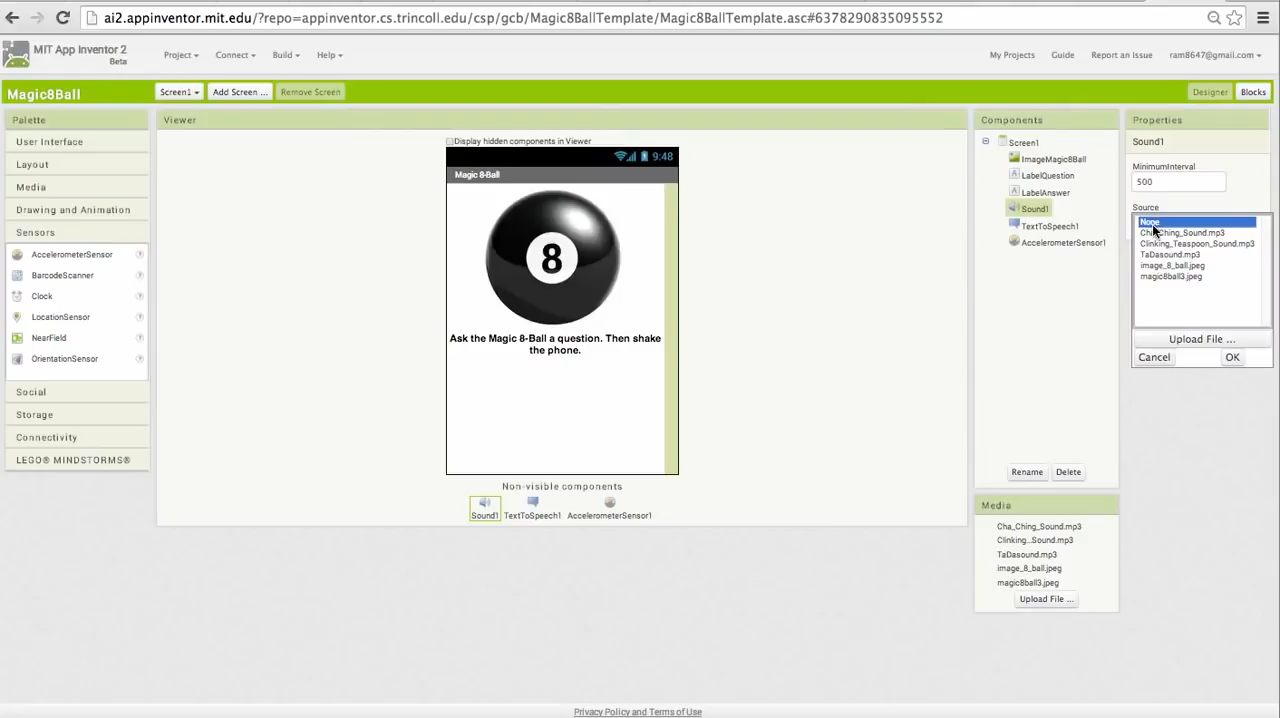 ai2.appinventor.mit.edu/?repo=appinventor.cs.trincoll.edu/csp/gcb/Magic8BallTemplate/Magic8BallTemplate.asc#6378290835095552
MIT App Inventor 2
Beta
Project Connect Build Help
My Projects Guide Report an Issue ram8647@gmail.com
Magic8Ball
Screen1 Add Screen ... Remove Screen
Designer Blocks
Palette
User Interface
Layout
Media
Drawing and Animation
Sensors
AccelerometerSensor
BarcodeScanner
Clock
LocationSensor
NearField
OrientationSensor
Social
Storage
Connectivity
LEGO® MINDSTORMS®
Viewer
Display hidden components in Viewer
9:48
Magic 8-Ball
8
Ask the Magic 8-Ball a question. Then shake
the phone.
Non-visible components
Sound1 TextToSpeech1 AccelerometerSensor1
Components
Screen1
ImageMagic8Ball
LabelQuestion
LabelAnswer
Sound1
TextToSpeech1
AccelerometerSensor1
Rename Delete
Media
Cha_Ching_Sound.mp3
Clinking...Sound.mp3
TaDasound.mp3
image_8_ball.jpeg
magic8ball3.jpeg
Upload File ...
Properties
Sound1
MinimumInterval
500
Source
None
Cha_Ching_Sound.mp3
Clinking_Teaspoon_Sound.mp3
TaDasound.mp3
image_8_ball.jpeg
magic8ball3.jpeg
Upload File ...
Cancel OK
Privacy Policy and Terms of Use